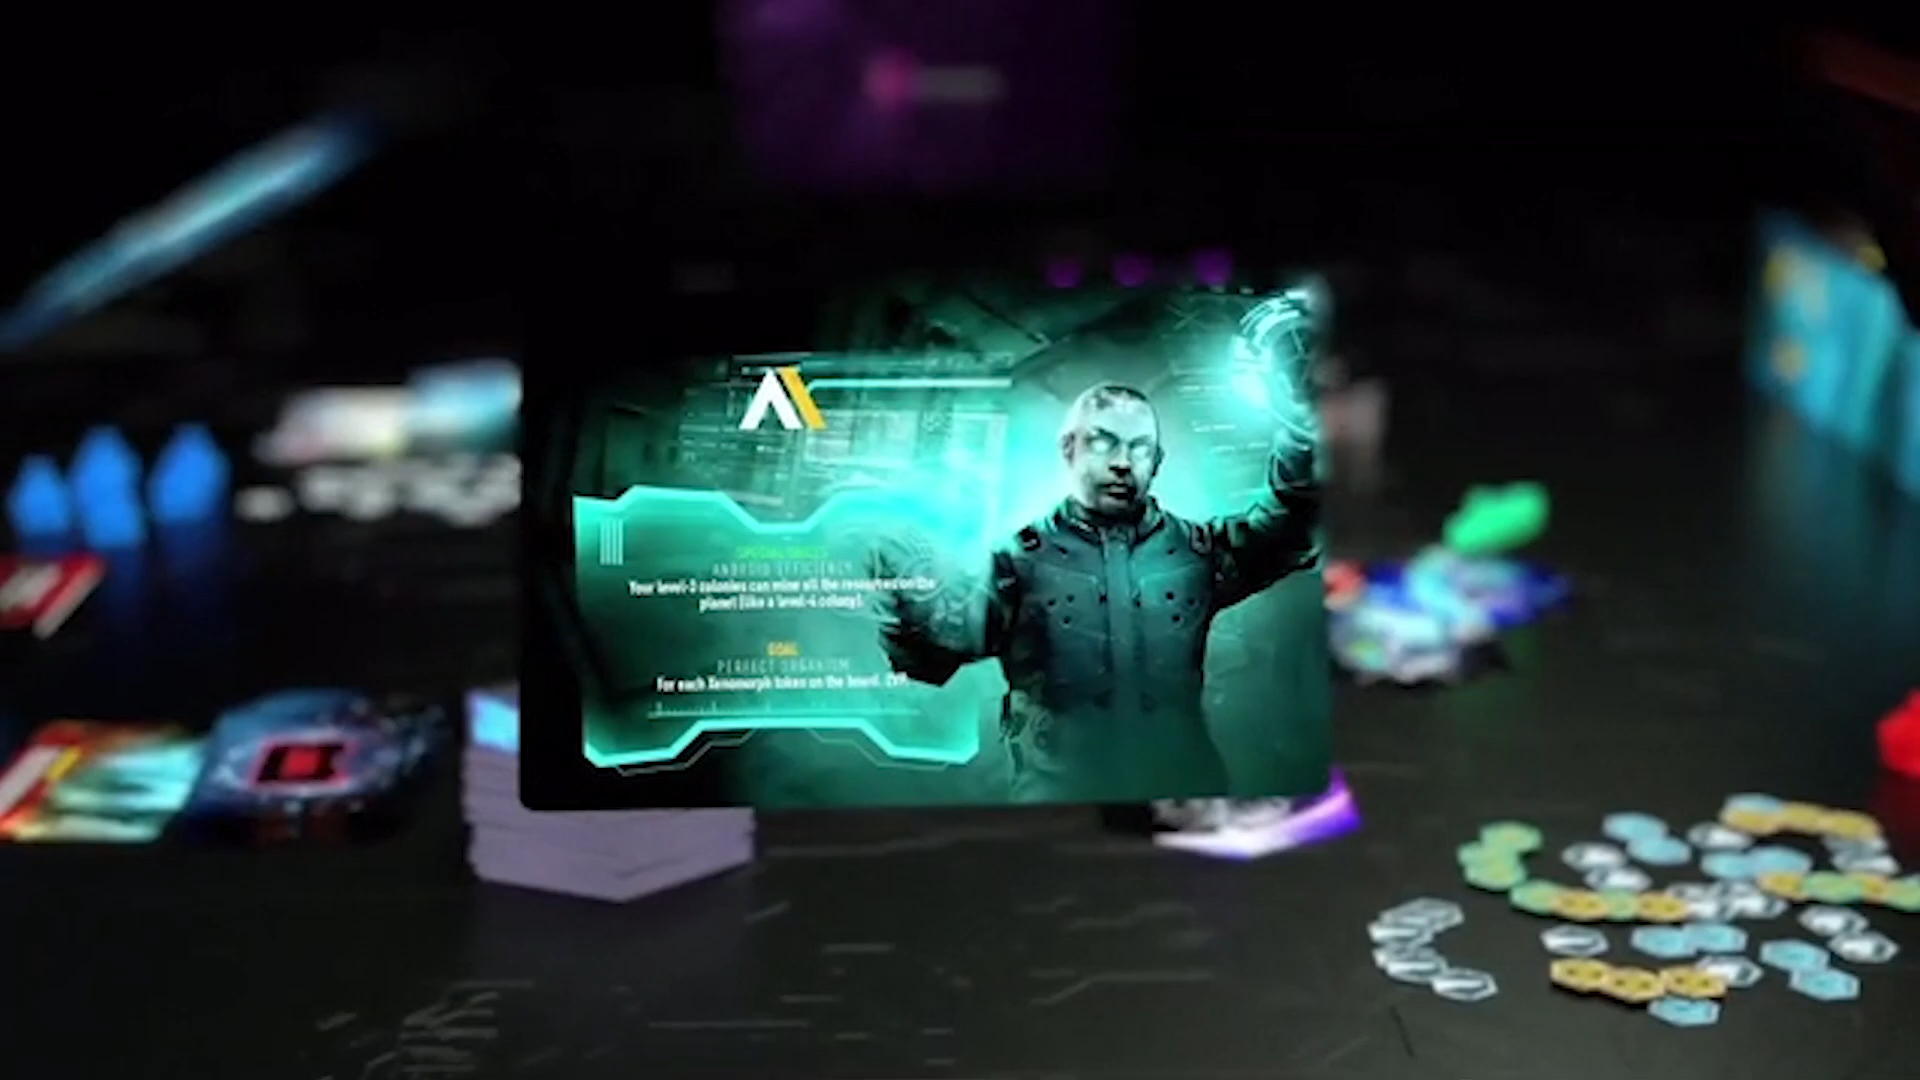 SPECIAL RULES
ANDROID EFFICIENCY
Your level-3 colonies can mine all the resources on the
planet (like a level-4 colony).
GOAL
PERFECT ORGANISM
For each Xenomorph token on the board: